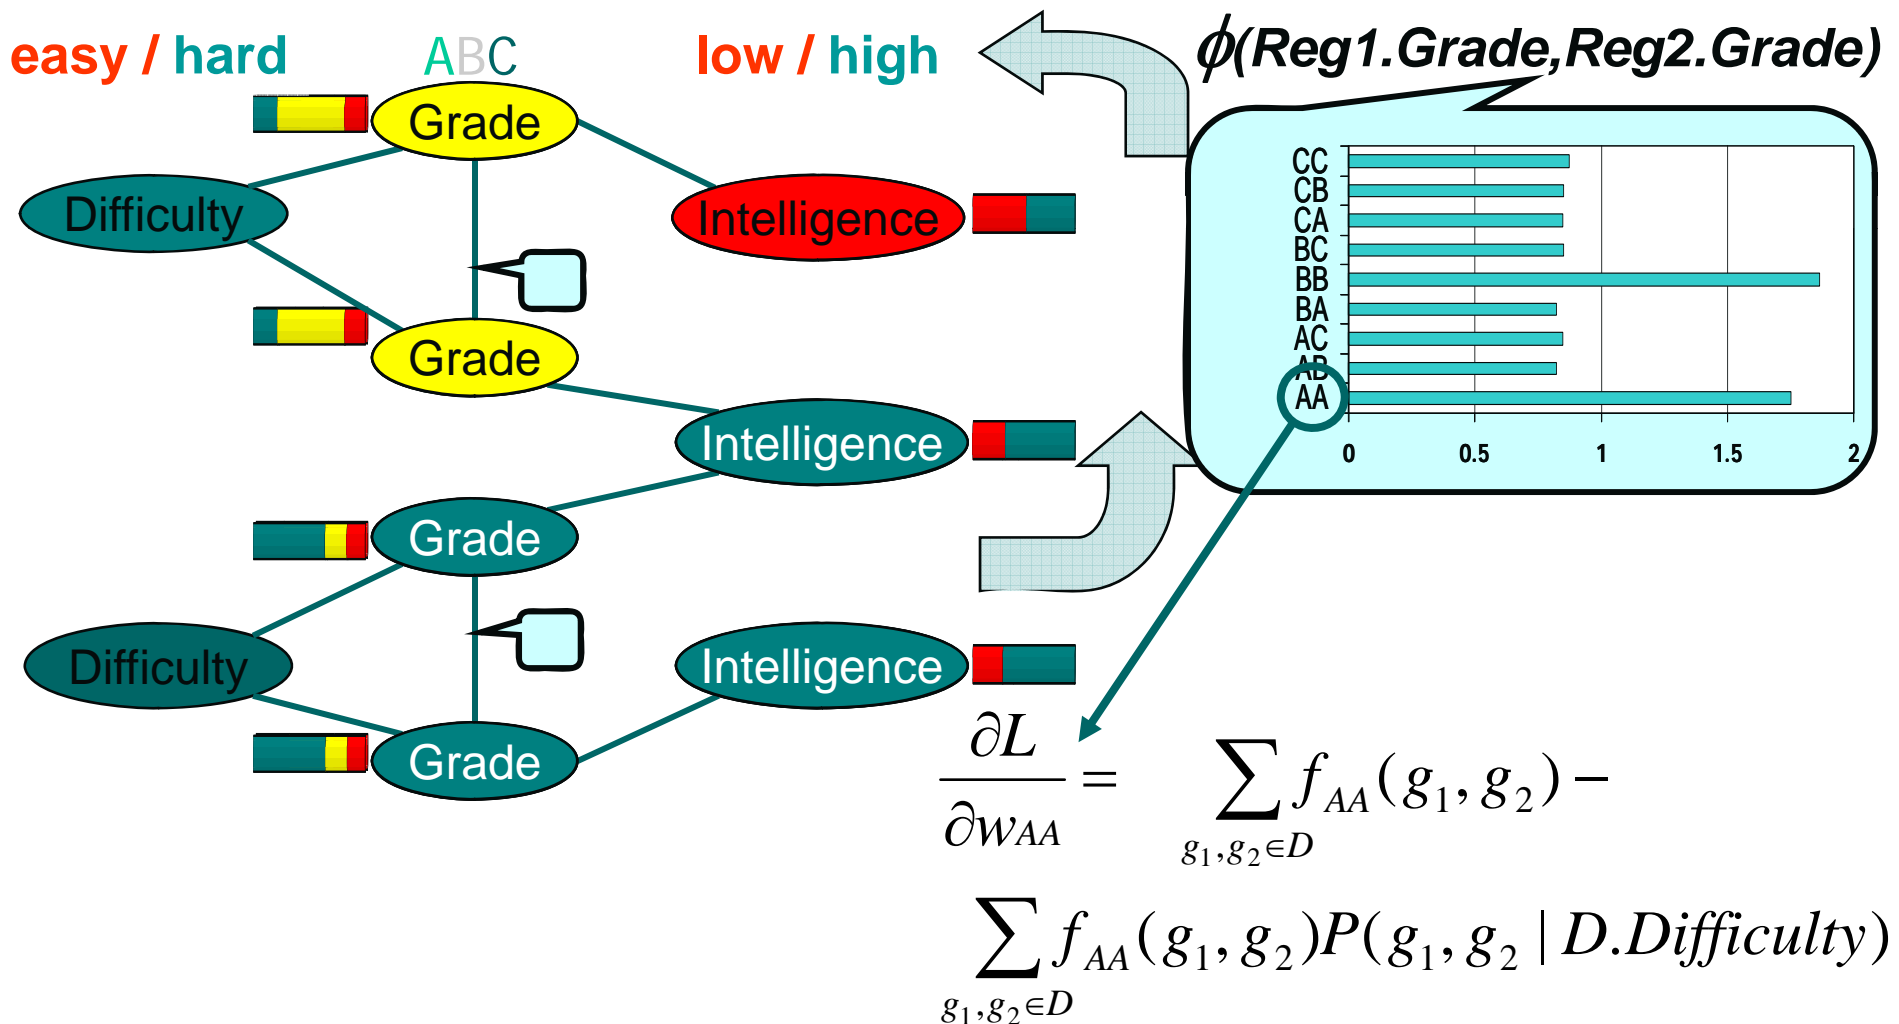 easy / hard
ABC
low / high
ϕ(Reg1.Grade,Reg2.Grade)
Grade
Difficulty
Intelligence
Grade
Intelligence
Grade
Difficulty
Intelligence
Grade
CC
CB
CA
BC
BB
BA
AC
AB
AA
0 0.5 1 1.5 2
∂L/∂w_AA = ∑_{g₁,g₂∈D} f_AA(g₁,g₂) −
∑_{g₁,g₂∈D} f_AA(g₁,g₂)P(g₁,g₂ | D.Difficulty)